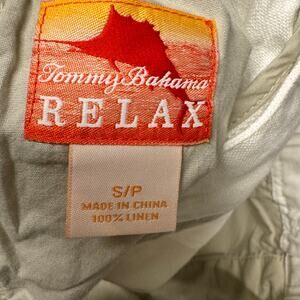 Tommy Bahama
RELAX
S/P
MADE IN CHINA
100% LINEN